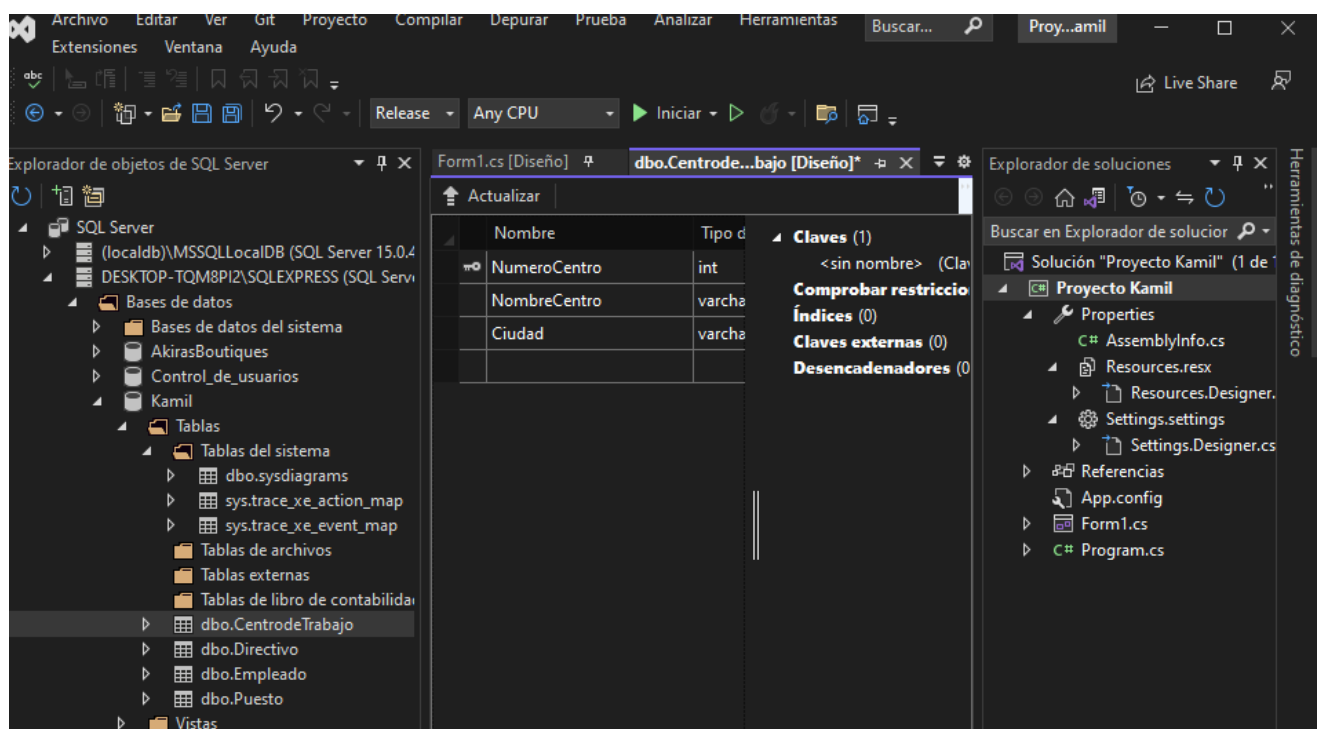 Archivo Editar Ver Git Proyecto Compilar Depurar Prueba Analizar Herramientas Buscar... Proy...amil
Extensiones Ventana Ayuda
abc
Live Share
Release Any CPU Iniciar
Explorador de objetos de SQL Server
SQL Server
(localdb)\MSSQLLocalDB (SQL Server 15.0.4
DESKTOP-TQM8PI2\SQLEXPRESS (SQL Serve
Bases de datos
Bases de datos del sistema
AkirasBoutiques
Control_de_usuarios
Kamil
Tablas
Tablas del sistema
dbo.sysdiagrams
sys.trace_xe_action_map
sys.trace_xe_event_map
Tablas de archivos
Tablas externas
Tablas de libro de contabilidad
dbo.CentrodeTrabajo
dbo.Directivo
dbo.Empleado
dbo.Puesto
Vistas
Form1.cs [Diseño] dbo.Centrode...bajo [Diseño]*
Actualizar
Nombre Tipo d
NumeroCentro int
NombreCentro varcha
Ciudad varcha
Claves (1)
<sin nombre> (Clav
Comprobar restriccio
Índices (0)
Claves externas (0)
Desencadenadores (0
Explorador de soluciones
Buscar en Explorador de solucior
Solución "Proyecto Kamil" (1 de 1
C# Proyecto Kamil
Properties
C# AssemblyInfo.cs
Resources.resx
Resources.Designer.
Settings.settings
Settings.Designer.cs
Referencias
App.config
Form1.cs
C# Program.cs
Herramientas de diagnóstico